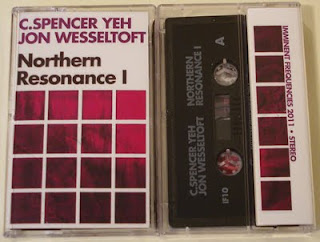 C.SPENCER YEH
JON WESSELTOFT
Northern
Resonance I
A
NORTHERN
RESONANCE I
C.SPENCER YEH
JON WESSELTOFT
IF10
IMMINENT FREQUENCIES 2011 • STEREO